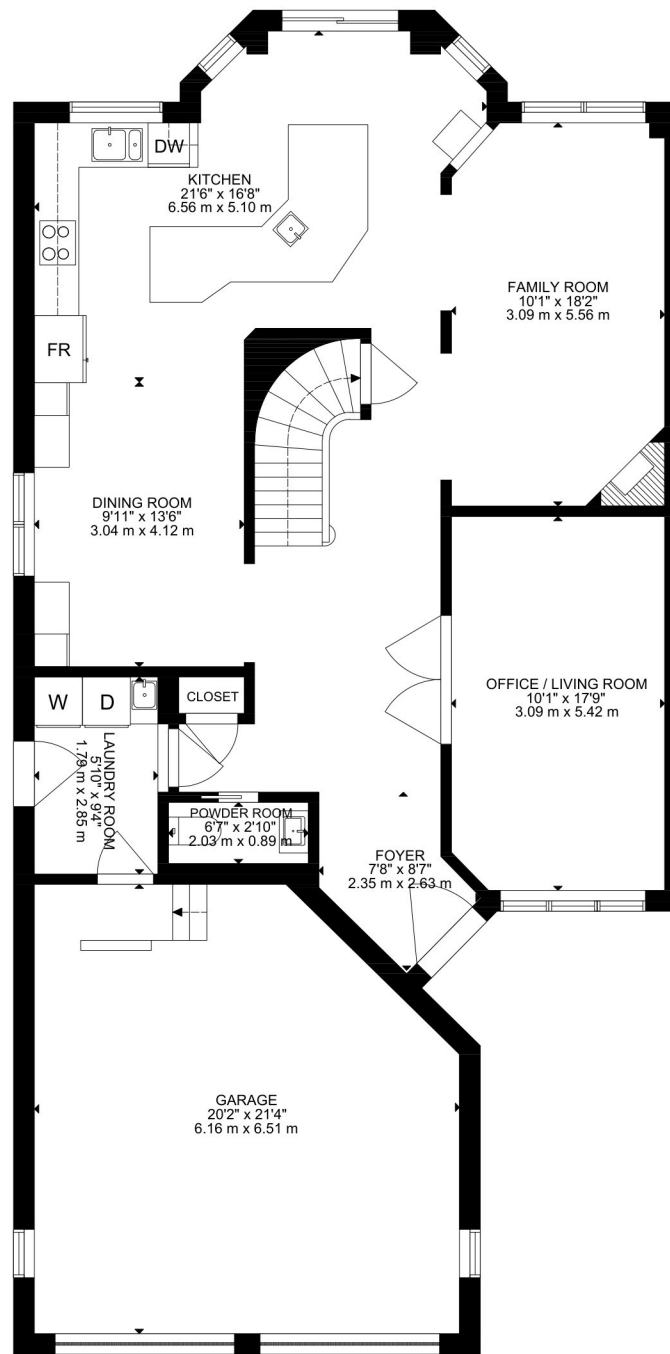 DW
KITCHEN
21'6" x 16'8"
6.56 m x 5.10 m
FAMILY ROOM
10'1" x 18'2"
3.09 m x 5.56 m
FR
DINING ROOM
9'11" x 13'6"
3.04 m x 4.12 m
OFFICE / LIVING ROOM
10'1" x 17'9"
3.09 m x 5.42 m
W
D
CLOSET
LAUNDRY ROOM
5'10" x 9'4"
1.79 m x 2.85 m
POWDER ROOM
6'7" x 2'10"
2.03 m x 0.89 m
FOYER
7'8" x 8'7"
2.35 m x 2.63 m
GARAGE
20'2" x 21'4"
6.16 m x 6.51 m